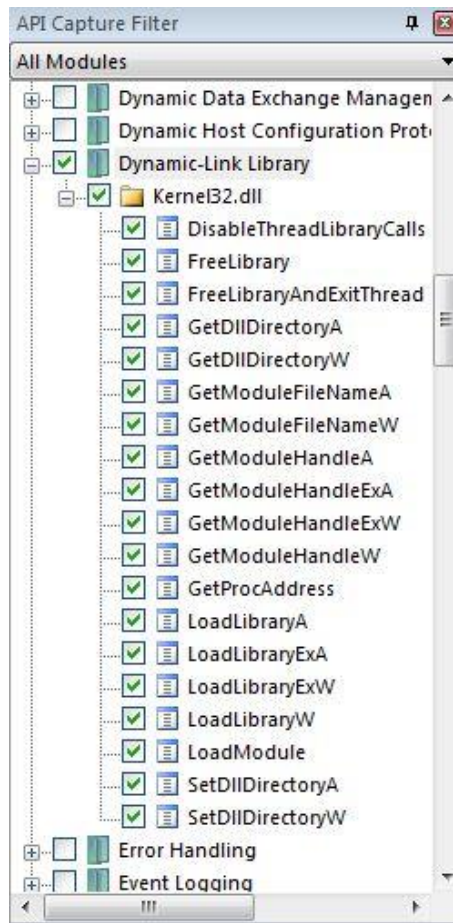 API Capture Filter
All Modules
Dynamic Data Exchange Managen
Dynamic Host Configuration Prot
Dynamic-Link Library
Kernel32.dll
DisableThreadLibraryCalls
FreeLibrary
FreeLibraryAndExitThread
GetDllDirectoryA
GetDllDirectoryW
GetModuleFileNameA
GetModuleFileNameW
GetModuleHandleA
GetModuleHandleExA
GetModuleHandleExW
GetModuleHandleW
GetProcAddress
LoadLibraryA
LoadLibraryExA
LoadLibraryExW
LoadLibraryW
LoadModule
SetDllDirectoryA
SetDllDirectoryW
Error Handling
Event Logging